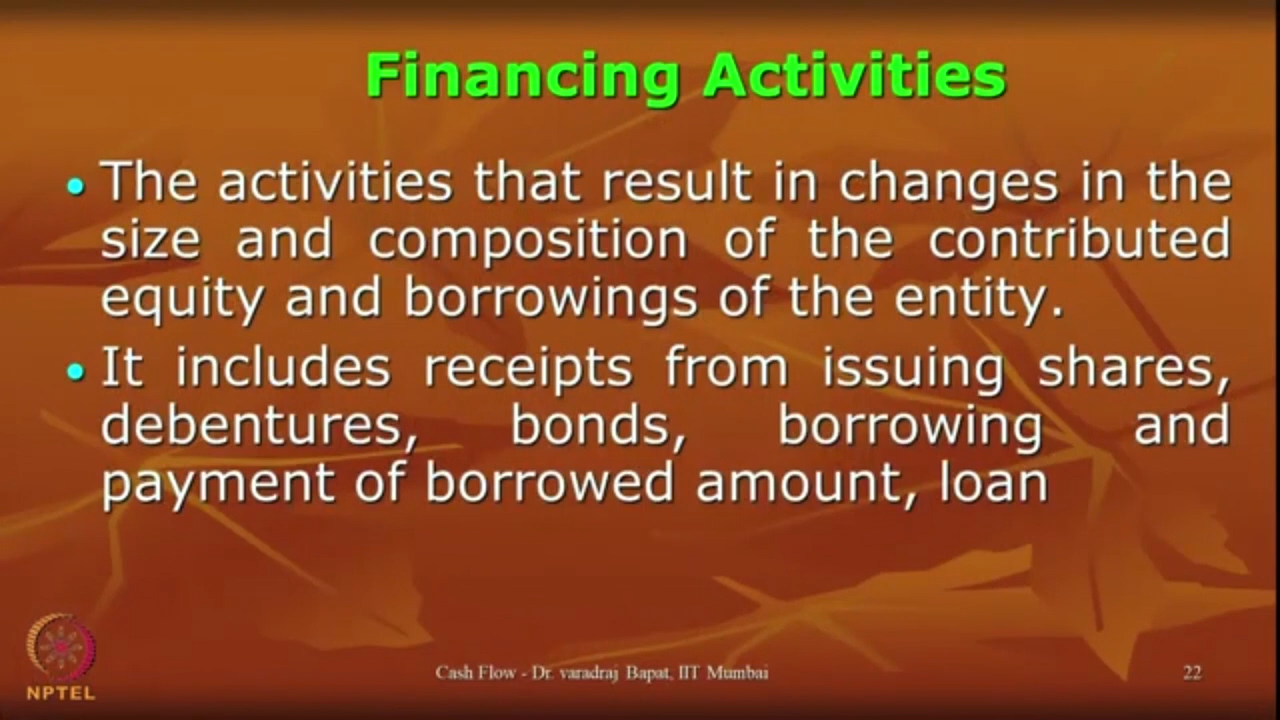 Financing Activities
• The activities that result in changes in the
size and composition of the contributed
equity and borrowings of the entity.
• It includes receipts from issuing shares,
debentures, bonds, borrowing and
payment of borrowed amount, loan
NPTEL
Cash Flow - Dr. varadraj Bapat, IIT Mumbai
22